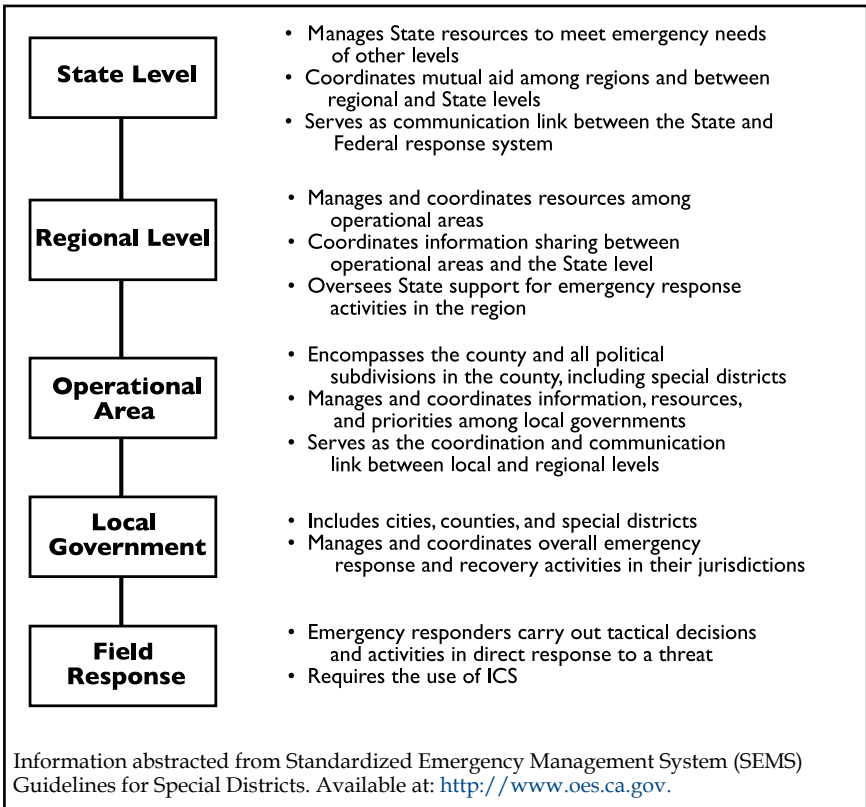 State Level
• Manages State resources to meet emergency needs
of other levels
• Coordinates mutual aid among regions and between
regional and State levels
• Serves as communication link between the State and
Federal response system
Regional Level
• Manages and coordinates resources among
operational areas
• Coordinates information sharing between
operational areas and the State level
• Oversees State support for emergency response
activities in the region
Operational
Area
• Encompasses the county and all political
subdivisions in the county, including special districts
• Manages and coordinates information, resources,
and priorities among local governments
• Serves as the coordination and communication
link between local and regional levels
Local
Government
• Includes cities, counties, and special districts
• Manages and coordinates overall emergency
response and recovery activities in their jurisdictions
Field
Response
• Emergency responders carry out tactical decisions
and activities in direct response to a threat
• Requires the use of ICS
Information abstracted from Standardized Emergency Management System (SEMS)
Guidelines for Special Districts. Available at: http://www.oes.ca.gov.